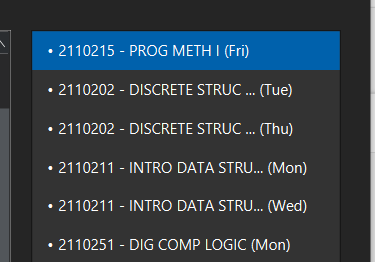 • 2110215 - PROG METH I (Fri)
• 2110202 - DISCRETE STRUC ... (Tue)
• 2110202 - DISCRETE STRUC ... (Thu)
• 2110211 - INTRO DATA STRU... (Mon)
• 2110211 - INTRO DATA STRU... (Wed)
• 2110251 - DIG COMP LOGIC (Mon)